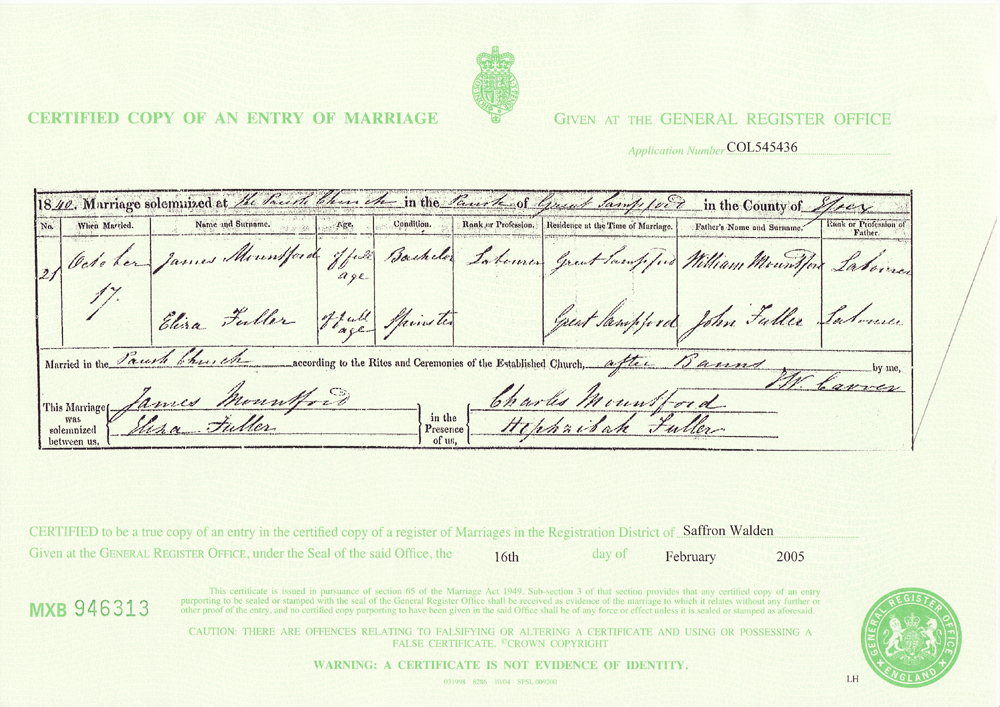 CERTIFIED COPY OF AN ENTRY OF MARRIAGE
GIVEN AT THE GENERAL REGISTER OFFICE
Application Number COL545436
1840. Marriage solemnized at the Parish Church in the Parish of Great Sampford in the County of Essex
No. When Married. Name and Surname. Age. Condition. Rank or Profession. Residence at the Time of Marriage. Father's Name and Surname. Rank or Profession of Father.
October 17. James Mountford of full age Bachelor Labourer Great Sampford William Mountford Labourer
Eliza Fuller of full age Spinster Great Sampford John Fuller Labourer
Married in the Parish Church according to the Rites and Ceremonies of the Established Church, after Banns by me,
Carver
This Marriage was solemnized between us, James Mountford Eliza Fuller in the Presence of us, Charles Mountford Hephzibah Fuller
CERTIFIED to be a true copy of an entry in the certified copy of a register of Marriages in the Registration District of Saffron Walden
Given at the GENERAL REGISTER OFFICE, under the Seal of the said Office, the 16th day of February 2005
MXB 946313
This certificate is issued in pursuance of section 65 of the Marriage Act 1949. Sub-section 3 of that section provides that any certified copy of an entry
purporting to be sealed or stamped with the seal of the General Register Office shall be received as evidence of the marriage to which it relates without any further or
other proof of the entry, and no certified copy purporting to have been given in the said Office shall be of any force or effect unless it is sealed or stamped as aforesaid.
CAUTION: THERE ARE OFFENCES RELATING TO FALSIFYING OR ALTERING A CERTIFICATE AND USING OR POSSESSING A
FALSE CERTIFICATE. ©CROWN COPYRIGHT
WARNING: A CERTIFICATE IS NOT EVIDENCE OF IDENTITY.
031998 8286 10/04 SPSL 009200
GENERAL REGISTER OFFICE
ENGLAND
LH